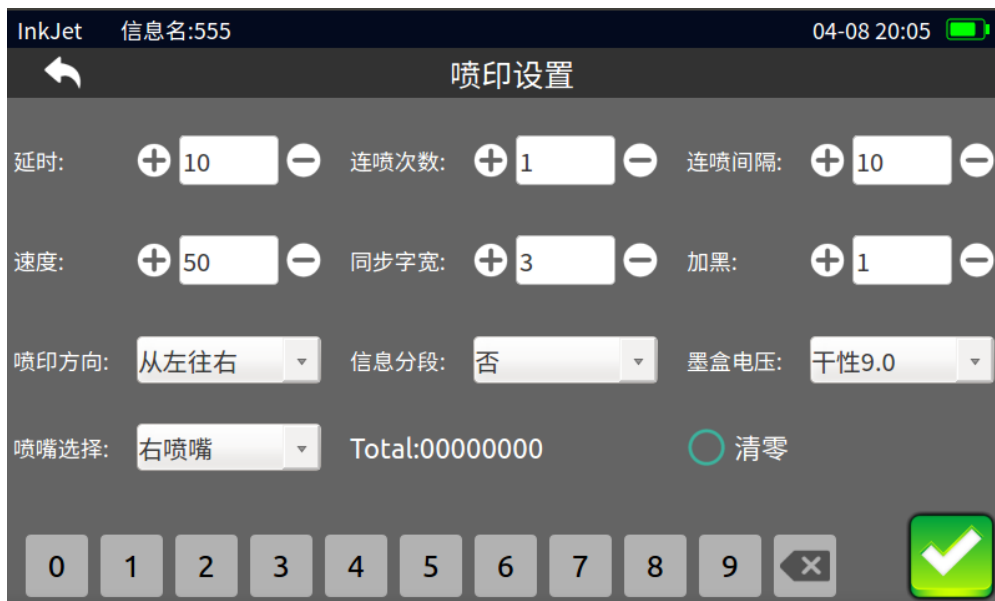 InkJet 信息名:555 04-08 20:05
喷印设置
延时: 10 连喷次数: 1 连喷间隔: 10
速度: 50 同步字宽: 3 加黑: 1
喷印方向: 从左往右 信息分段: 否 墨盒电压: 干性9.0
喷嘴选择: 右喷嘴 Total:00000000 清零
0 1 2 3 4 5 6 7 8 9